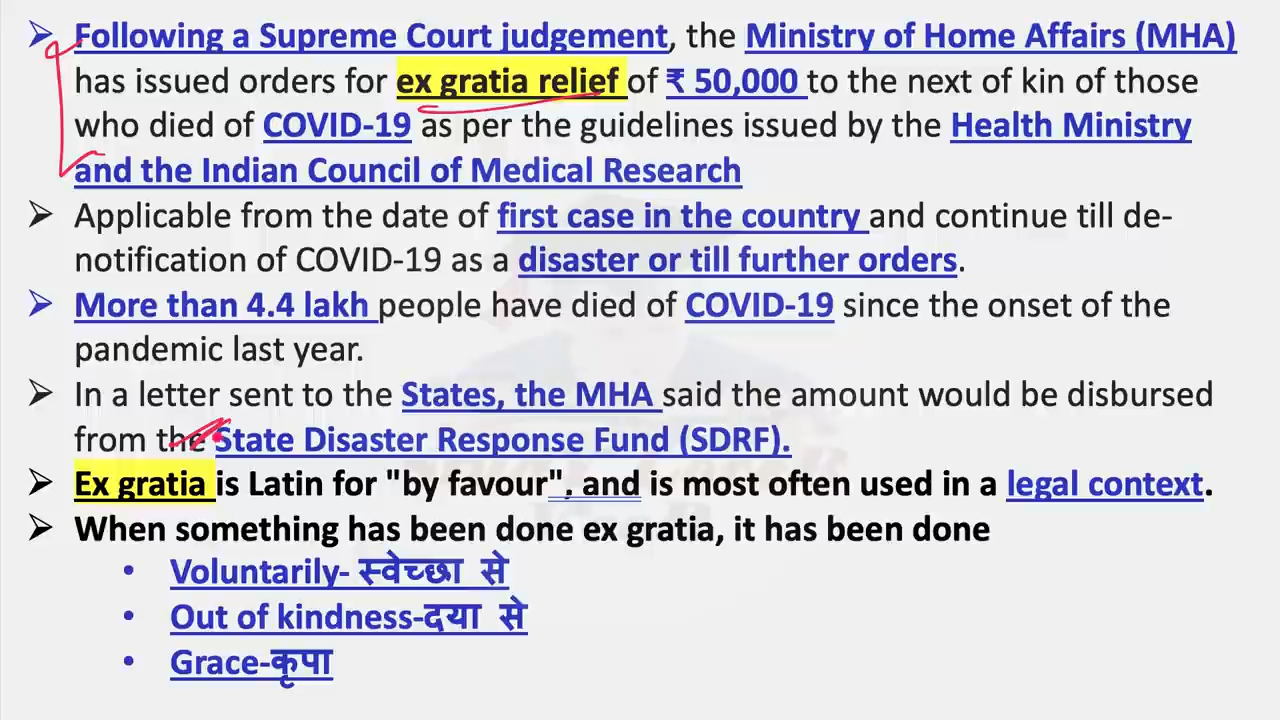 ➢ Following a Supreme Court judgement, the Ministry of Home Affairs (MHA)
has issued orders for ex gratia relief of ₹ 50,000 to the next of kin of those
who died of COVID-19 as per the guidelines issued by the Health Ministry
and the Indian Council of Medical Research
➢ Applicable from the date of first case in the country and continue till de-
notification of COVID-19 as a disaster or till further orders.
➢ More than 4.4 lakh people have died of COVID-19 since the onset of the
pandemic last year.
➢ In a letter sent to the States, the MHA said the amount would be disbursed
from the State Disaster Response Fund (SDRF).
➢ Ex gratia is Latin for "by favour", and is most often used in a legal context.
➢ When something has been done ex gratia, it has been done
• Voluntarily- स्वेच्छा से
• Out of kindness-दया से
• Grace-कृपा